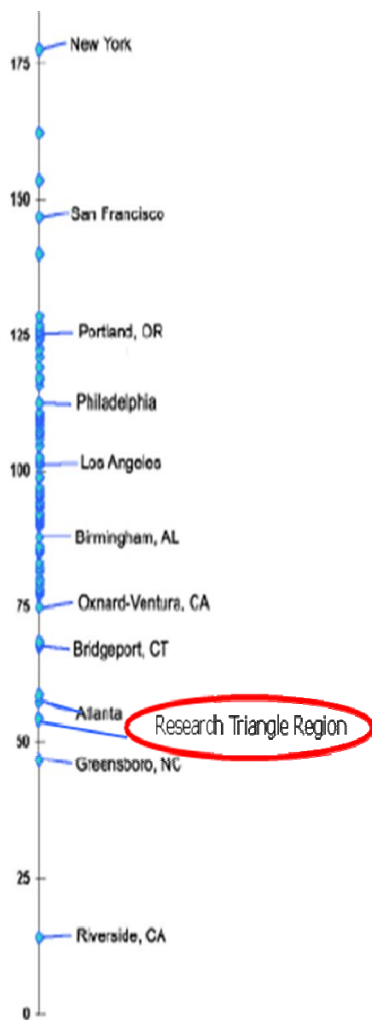 New York
175
150
San Francisco
125
Portland, OR
Philadelphia
Los Angeles
100
Birmingham, AL
75
Oxnard-Ventura, CA
Bridgeport, CT
Atlanta
Research Triangle Region
50
Greensboro, NC
25
Riverside, CA
0